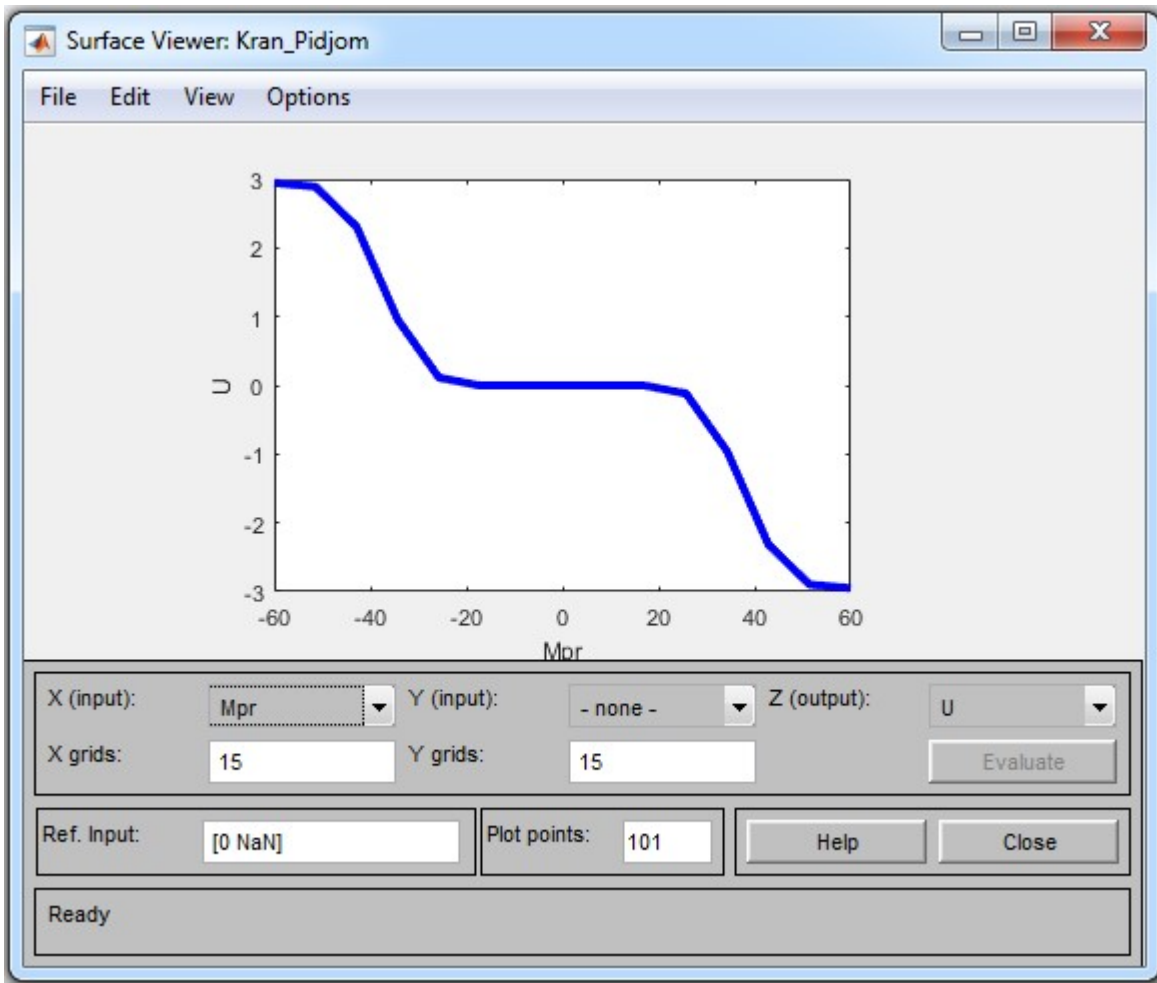 Surface Viewer: Kran_Pidjom
File Edit View Options
3
2
1
0
-1
-2
-3
U
-60 -40 -20 0 20 40 60
Mpr
X (input): Mpr Y (input): - none - Z (output): U
X grids: 15 Y grids: 15 Evaluate
Ref. Input: [0 NaN] Plot points: 101 Help Close
Ready